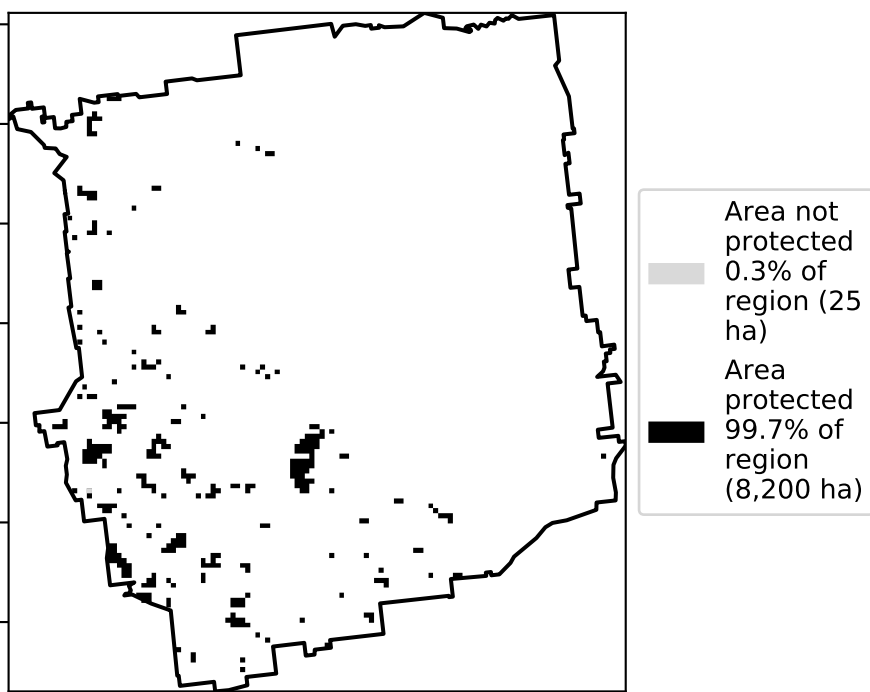 Area not
protected
0.3% of
region (25
ha)
Area
protected
99.7% of
region
(8,200 ha)